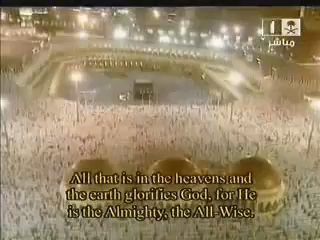 1
مباشر
All that is in the heavens and
the earth glorifies God, for He
is the Almighty, the All-Wise.